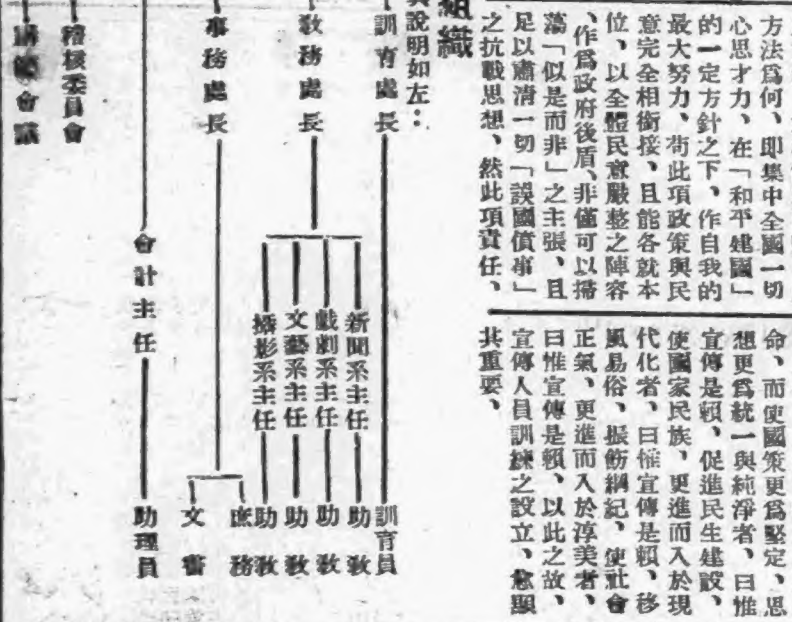 方法爲何、卽集中全國一切
心思才力、在「和平建國」
的一定方針之下、作自我的
最大努力、苟此項政策與民
意完全相銜接、且能各就本
位、以全體民意嚴整之陣容
、作爲政府後盾、非僅可以掃
蕩「似是而非」之主張、且
足以肅清一切「誤國僨事」
之抗戰思想、然此項責任、
命、而使國策更爲堅定、思
想更爲統一與純淨者、曰惟
宣傳是賴、促進民生建設、
使國家民族、更進而入於現
代化者、曰惟宣傳是賴、移
風易俗、振飭綱紀、使社會
正氣、更進而入於淳美者、
曰惟宣傳是賴、以此之故、
宣傳人員訓練之設立、愈顯
其重要、
組織
說明如左：
訓育處長
訓育員
敎務處長
新聞系主任
助敎
戲劇系主任
助敎
文藝系主任
助敎
攝影系主任
助敎
事務處長
庶務
文書
會計主任
助理員
稽核委員會
會議